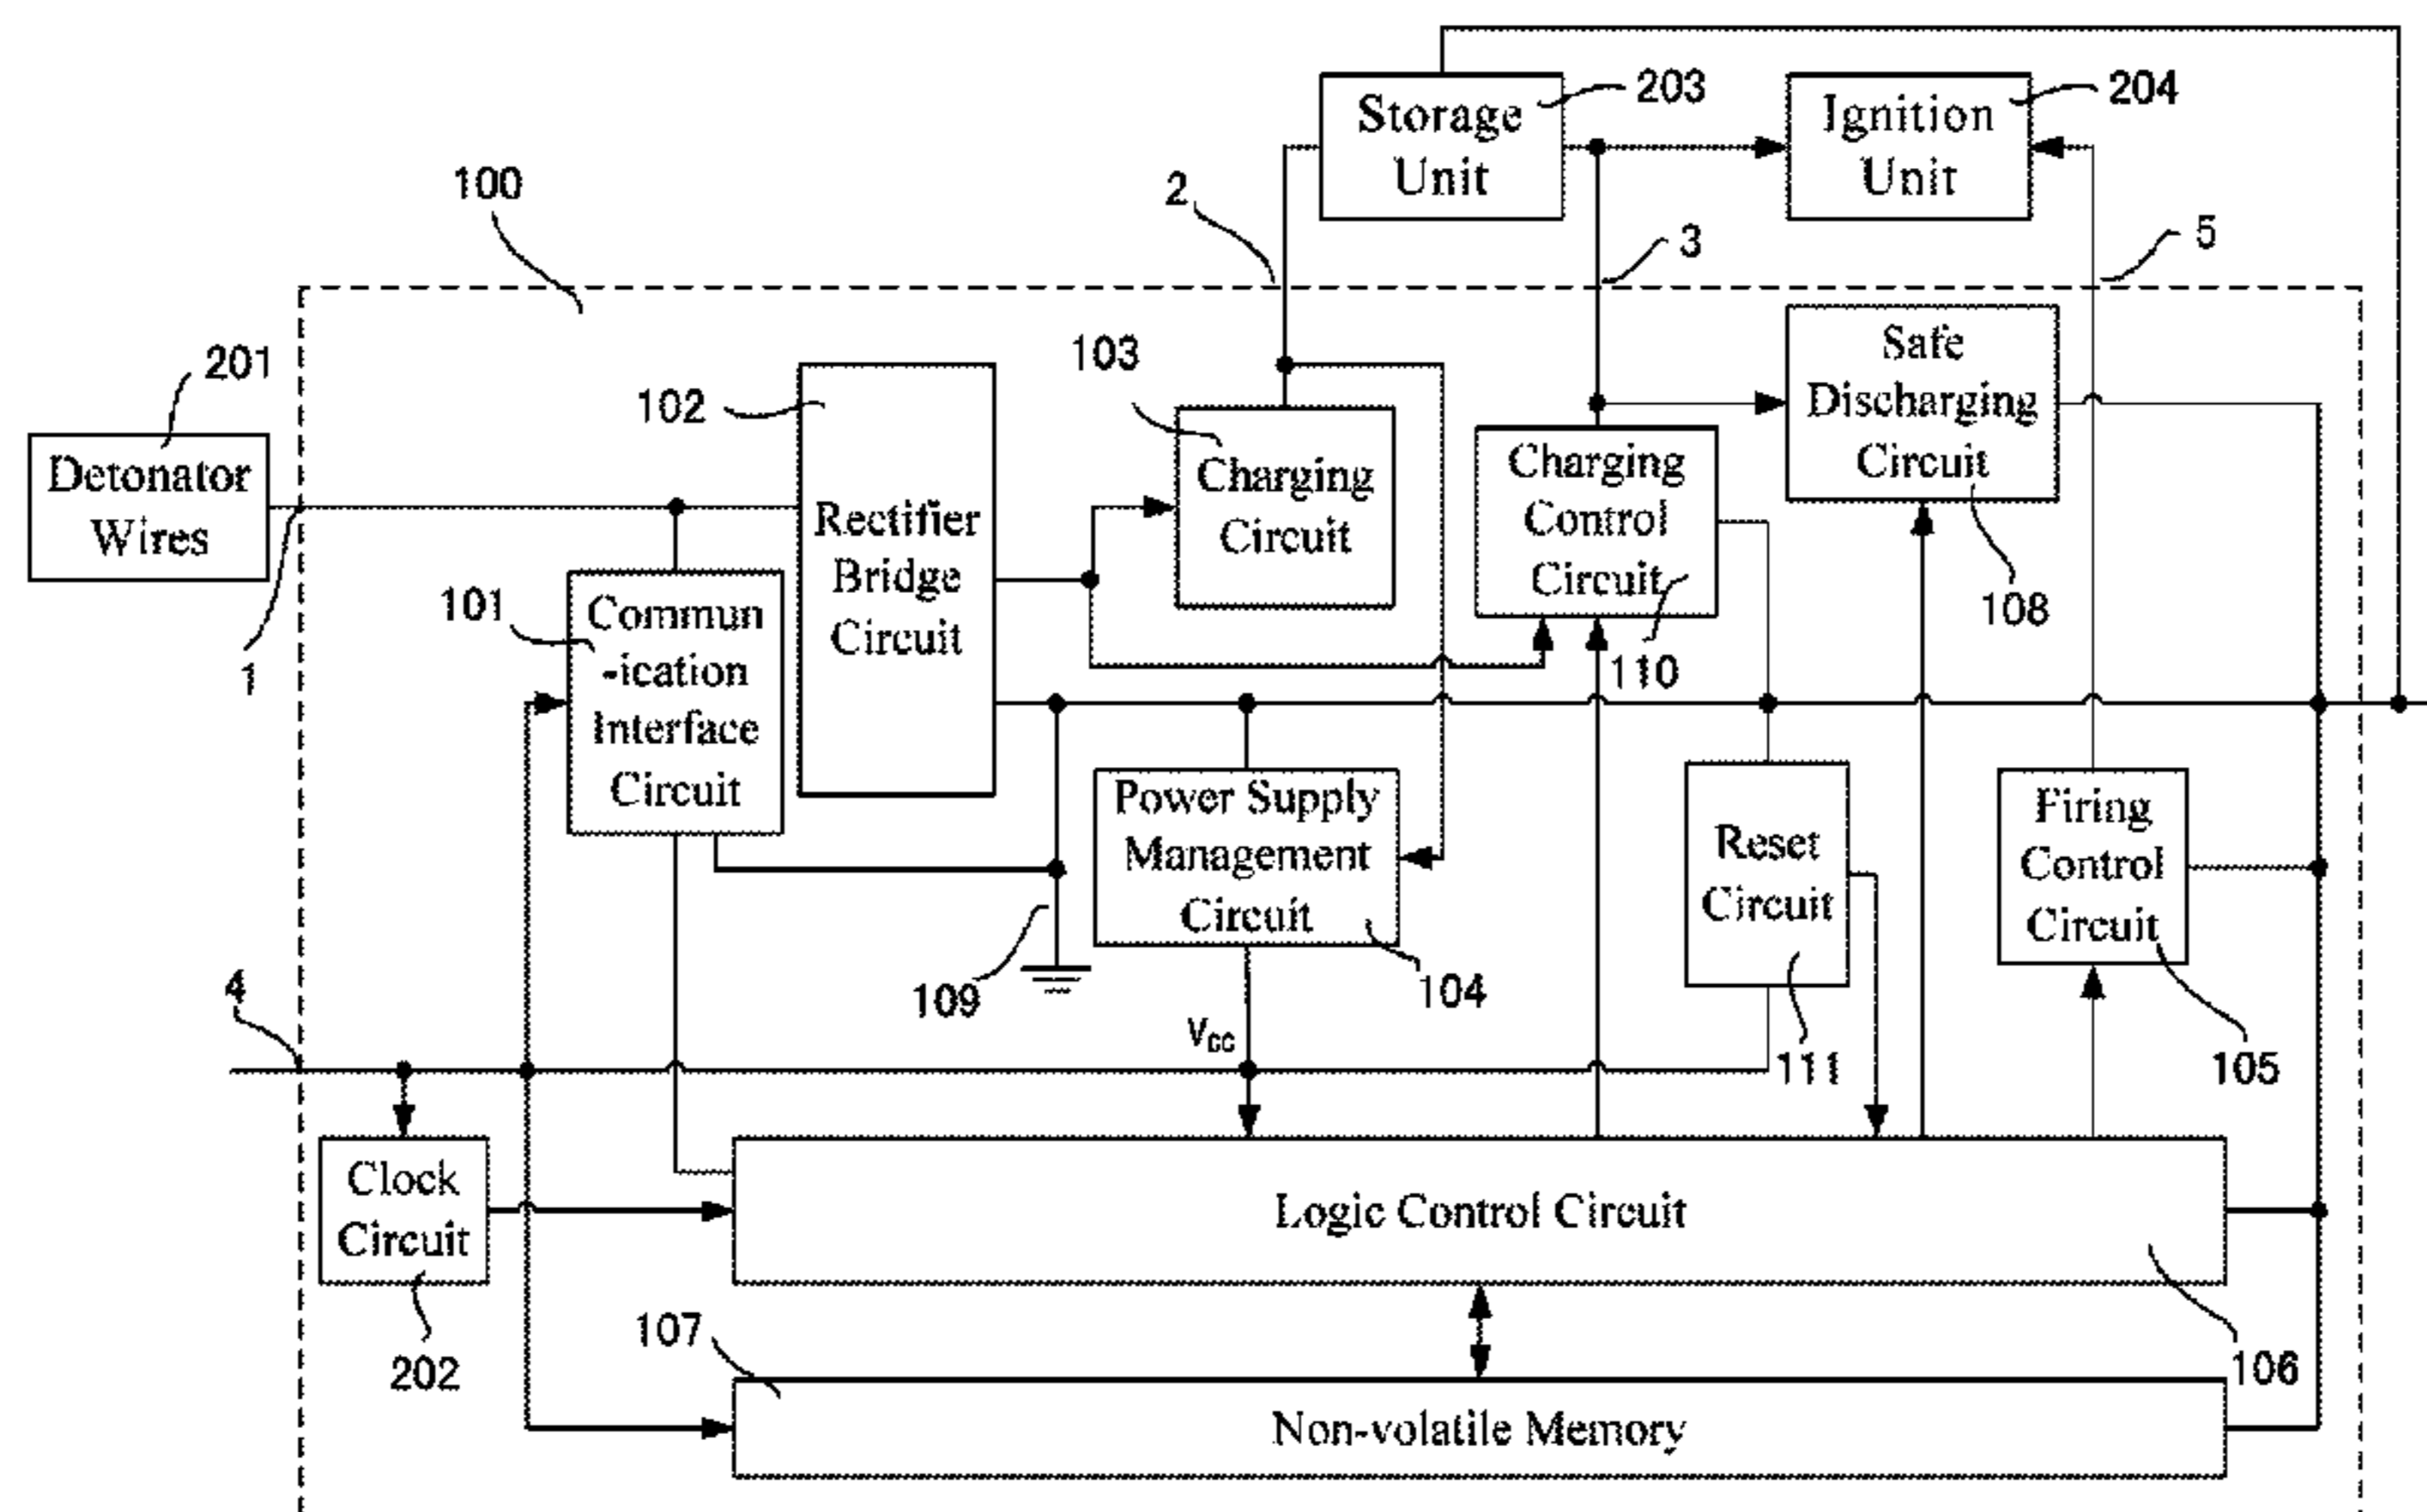 Storage
Unit
203
Ignition
Unit
204
100
2
3
5
201
Detonator
Wires
1
102
Rectifier
Bridge
Circuit
103
Charging
Circuit
Charging
Control
Circuit
110
Safe
Discharging
Circuit
108
101
Commun
-ication
Interface
Circuit
109
Power Supply
Management
Circuit
104
Reset
Circuit
111
Firing
Control
Circuit
105
4
VCC
Clock
Circuit
202
Logic Control Circuit
106
107
Non-volatile Memory